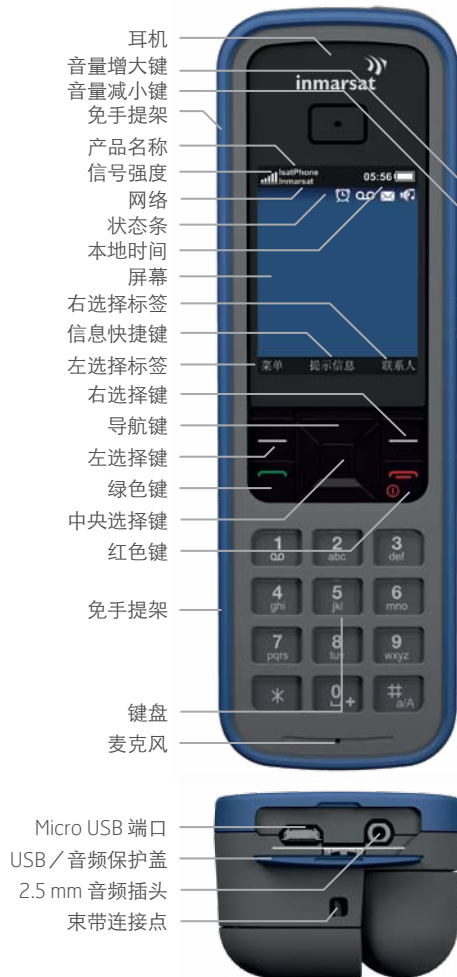 耳机
音量增大键
音量减小键
免手提架
产品名称
信号强度
网络
状态条
本地时间
屏幕
右选择标签
信息快捷键
左选择标签
右选择键
导航键
左选择键
绿色键
中央选择键
红色键
免手提架
键盘
麦克风
inmarsat
IsatPhone 05:56
Inmarsat
菜单 提示信息 联系人
1 2 abc 3 def
4 ghi 5 jkl 6 mno
7 pqrs 8 tuv 9 wxyz
* 0 + # a/A
Micro USB 端口
USB／音频保护盖
2.5 mm 音频插头
束带连接点